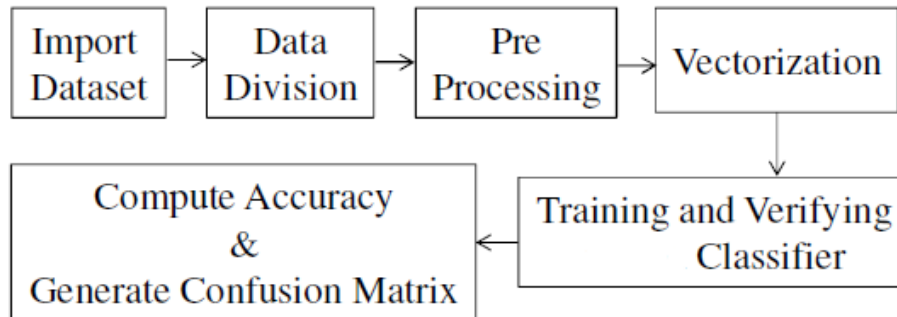 Import
Dataset
Data
Division
Pre
Processing
Vectorization
Training and Verifying
Classifier
Compute Accuracy
&
Generate Confusion Matrix